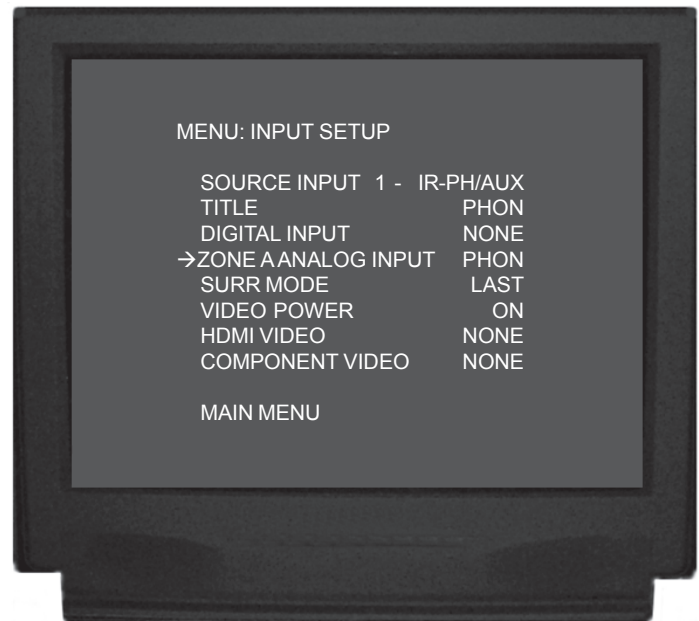 MENU: INPUT SETUP
SOURCE INPUT 1 - IR-PH/AUX
TITLE PHON
DIGITAL INPUT NONE
→ZONE A ANALOG INPUT PHON
SURR MODE LAST
VIDEO POWER ON
HDMI VIDEO NONE
COMPONENT VIDEO NONE
MAIN MENU